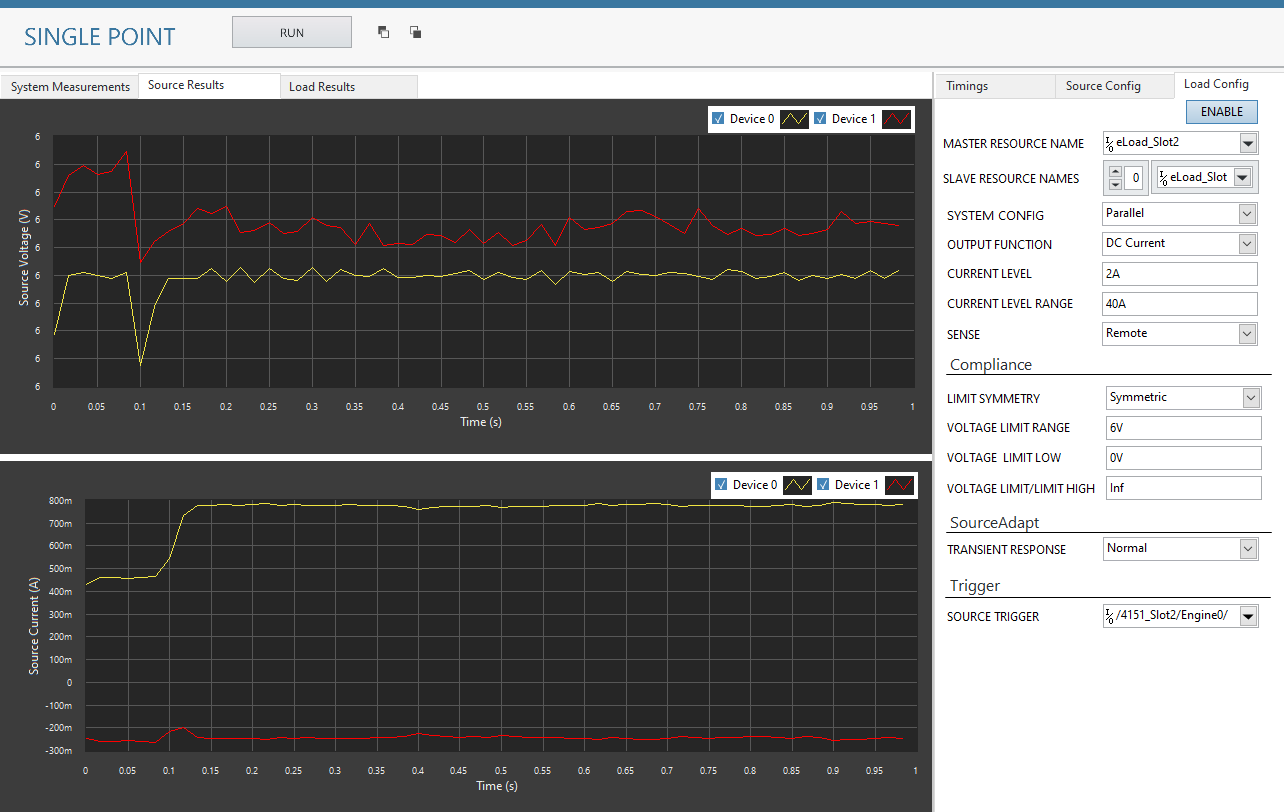 SINGLE POINT
RUN
System Measurements
Source Results
Load Results
Device 0
Device 1
6
6
6
6
6
6
6
6
6
6
Source Voltage (V)
0 0.05 0.1 0.15 0.2 0.25 0.3 0.35 0.4 0.45 0.5 0.55 0.6 0.65 0.7 0.75 0.8 0.85 0.9 0.95 1
Time (s)
Device 0
Device 1
800m
700m
600m
500m
400m
300m
200m
100m
0
-100m
-200m
-300m
Source Current (A)
0 0.05 0.1 0.15 0.2 0.25 0.3 0.35 0.4 0.45 0.5 0.55 0.6 0.65 0.7 0.75 0.8 0.85 0.9 0.95 1
Time (s)
Timings
Source Config
Load Config
ENABLE
MASTER RESOURCE NAME I/0 eLoad_Slot2
SLAVE RESOURCE NAMES 0 I/0 eLoad_Slot
SYSTEM CONFIG Parallel
OUTPUT FUNCTION DC Current
CURRENT LEVEL 2A
CURRENT LEVEL RANGE 40A
SENSE Remote
Compliance
LIMIT SYMMETRY Symmetric
VOLTAGE LIMIT RANGE 6V
VOLTAGE LIMIT LOW 0V
VOLTAGE LIMIT/LIMIT HIGH Inf
SourceAdapt
TRANSIENT RESPONSE Normal
Trigger
SOURCE TRIGGER I/0 /4151_Slot2/Engine0/